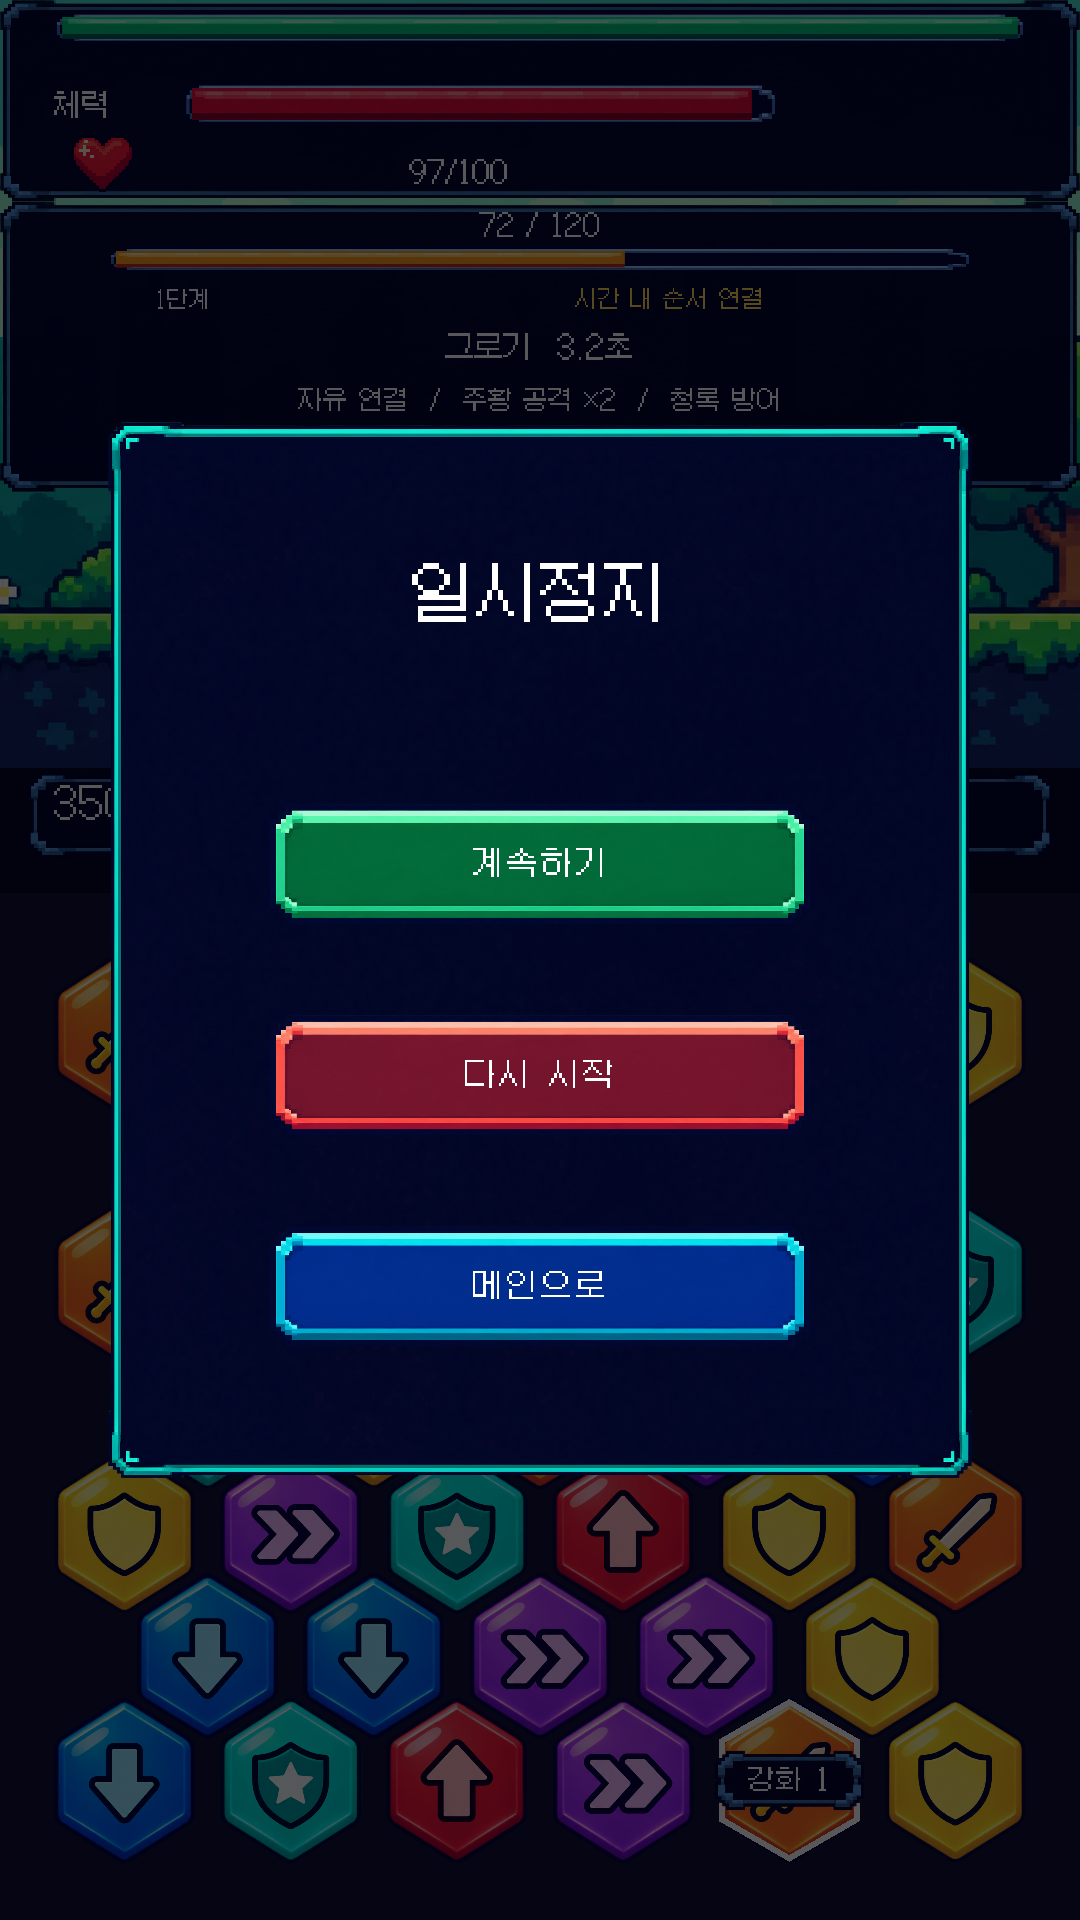 체력
97/100
72 / 120
1단계 시간 내 순서 연결
그로기 3.2초
자유 연결 / 주황 공격 ×2 / 청록 방어
일시정지
350
계속하기
다시 시작
메인으로
강화 1